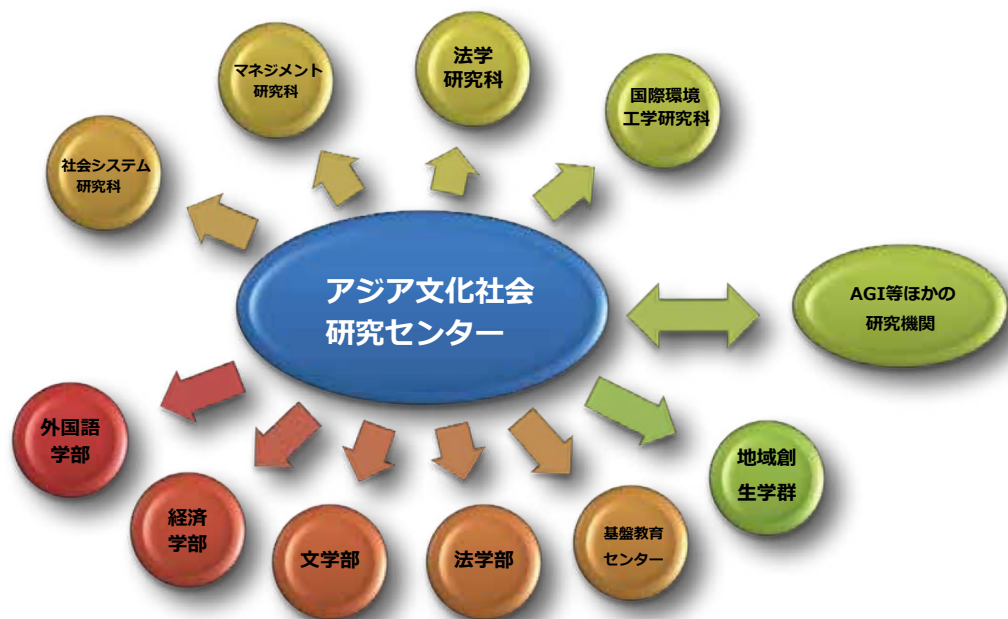 マネジメント
研究科
法学
研究科
国際環境
工学研究科
社会システム
研究科
アジア文化社会
研究センター
AGI等ほかの
研究機関
外国語
学部
経済
学部
文学部
法学部
基盤教育
センター
地域創
生学群